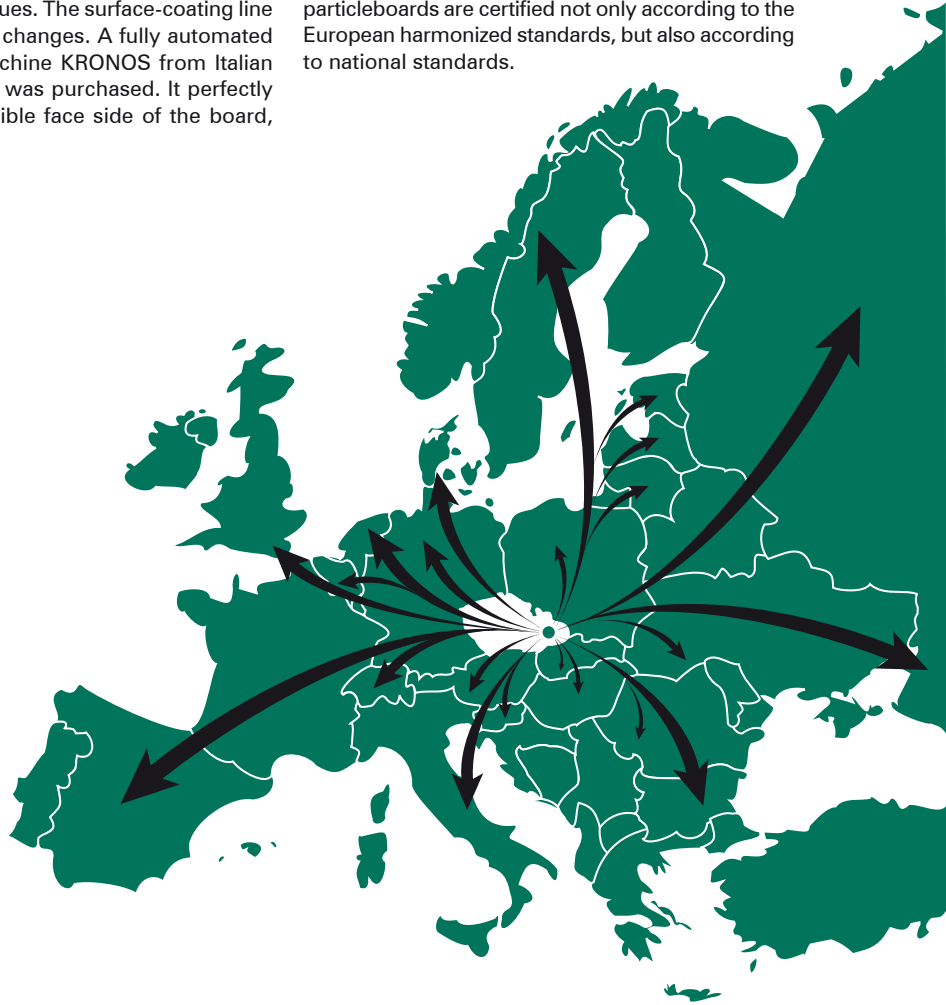 ues. The surface-coating line
changes. A fully automated
chine KRONOS from Italian
was purchased. It perfectly
ible face side of the board,
particleboards are certified not only according to the
European harmonized standards, but also according
to national standards.